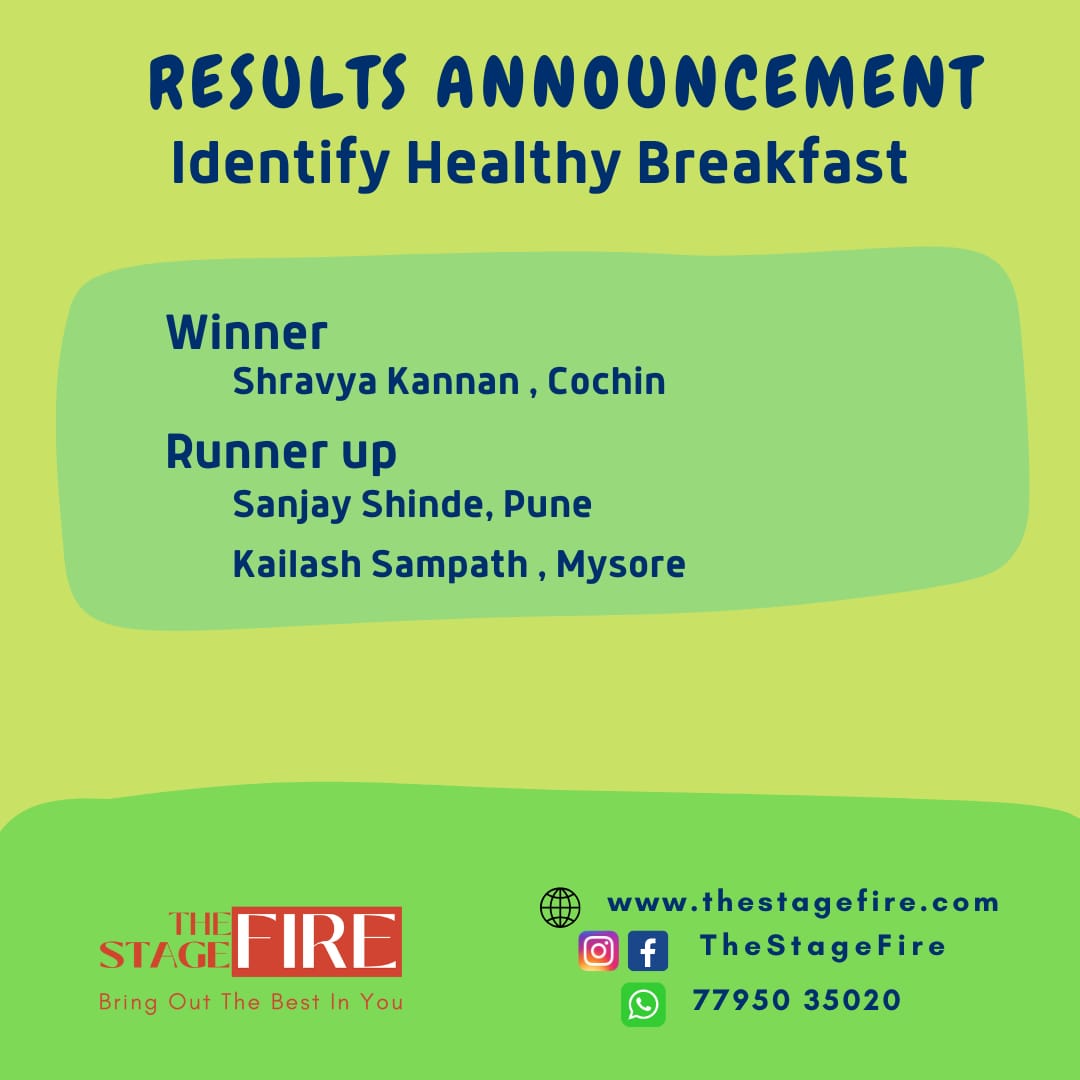 RESULTS ANNOUNCEMENT
Identify Healthy Breakfast
Winner
Shravya Kannan , Cochin
Runner up
Sanjay Shinde, Pune
Kailash Sampath , Mysore
THE
STAGE FIRE
Bring Out The Best In You
www.thestagefire.com
TheStageFire
77950 35020